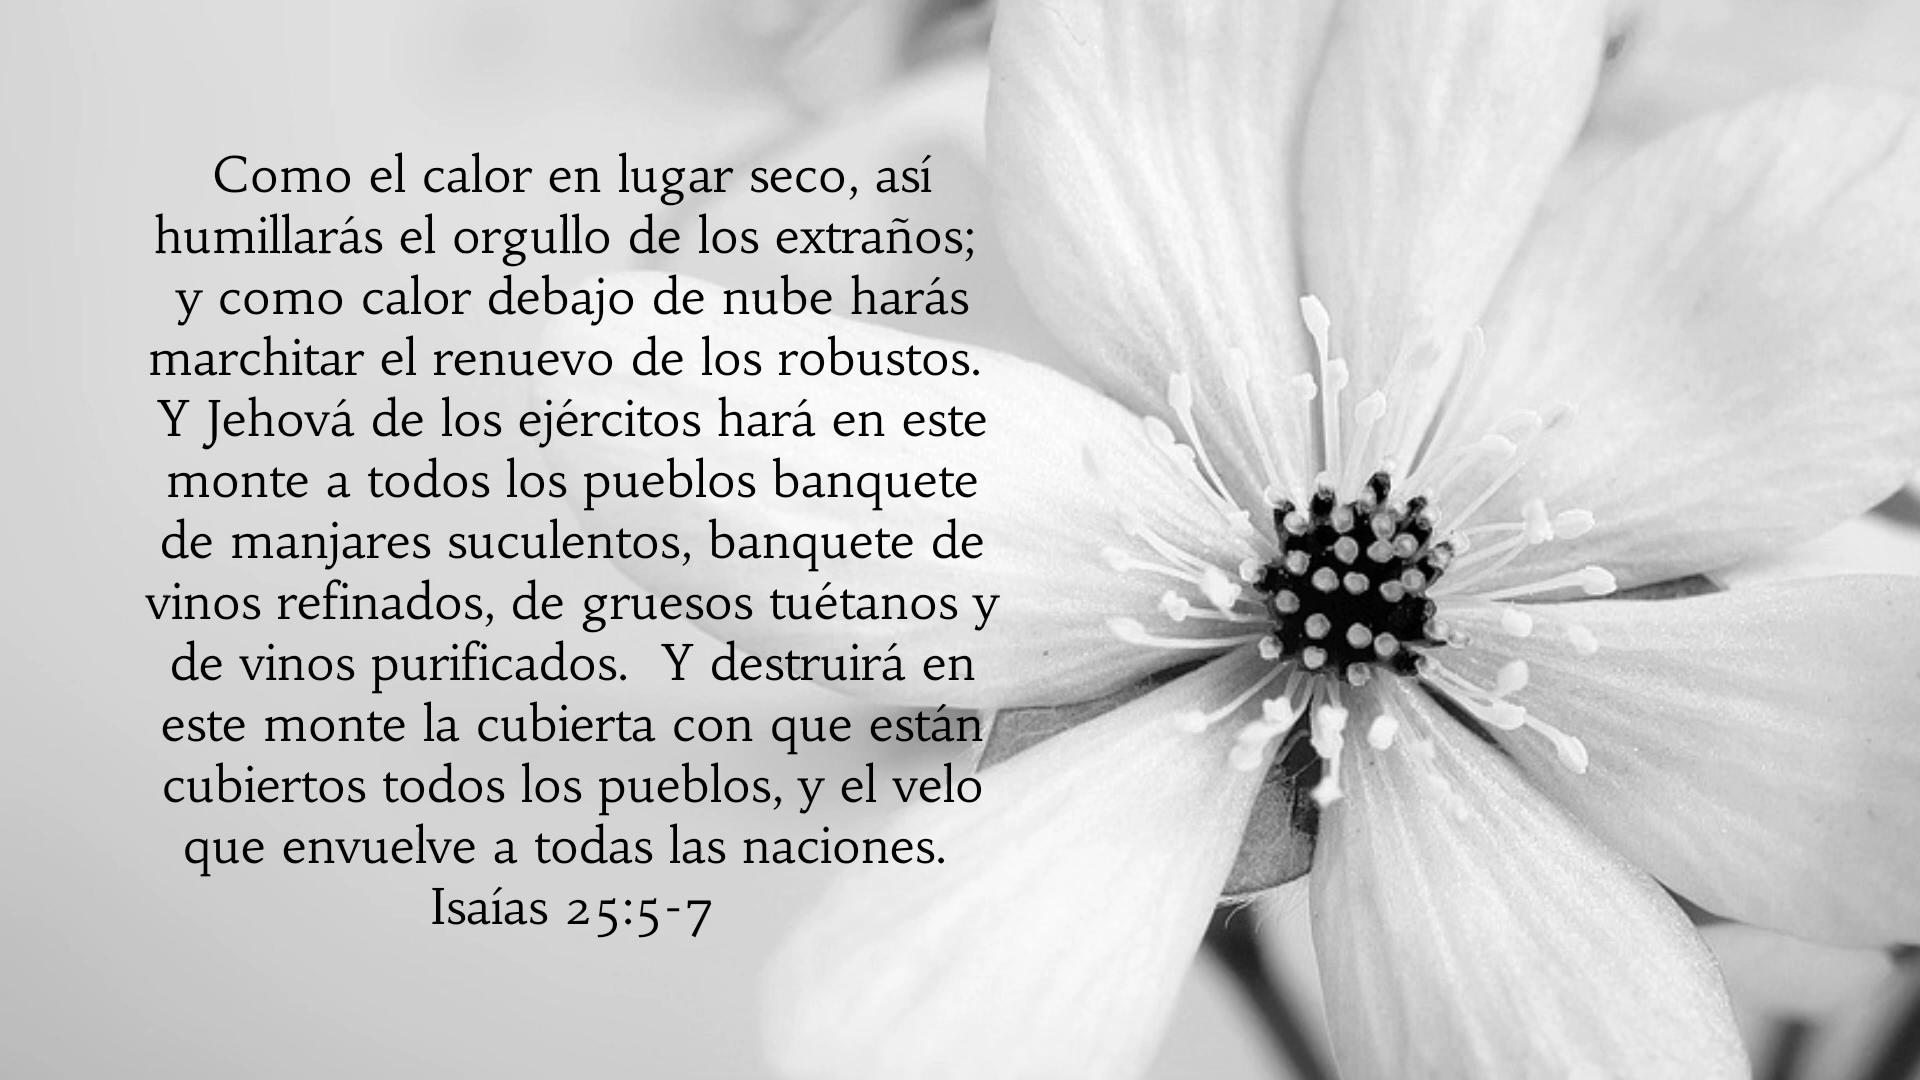 Como el calor en lugar seco, así
humillarás el orgullo de los extraños;
y como calor debajo de nube harás
marchitar el renuevo de los robustos.
Y Jehová de los ejércitos hará en este
monte a todos los pueblos banquete
de manjares suculentos, banquete de
vinos refinados, de gruesos tuétanos y
de vinos purificados.  Y destruirá en
este monte la cubierta con que están
cubiertos todos los pueblos, y el velo
que envuelve a todas las naciones.
Isaías 25:5-7